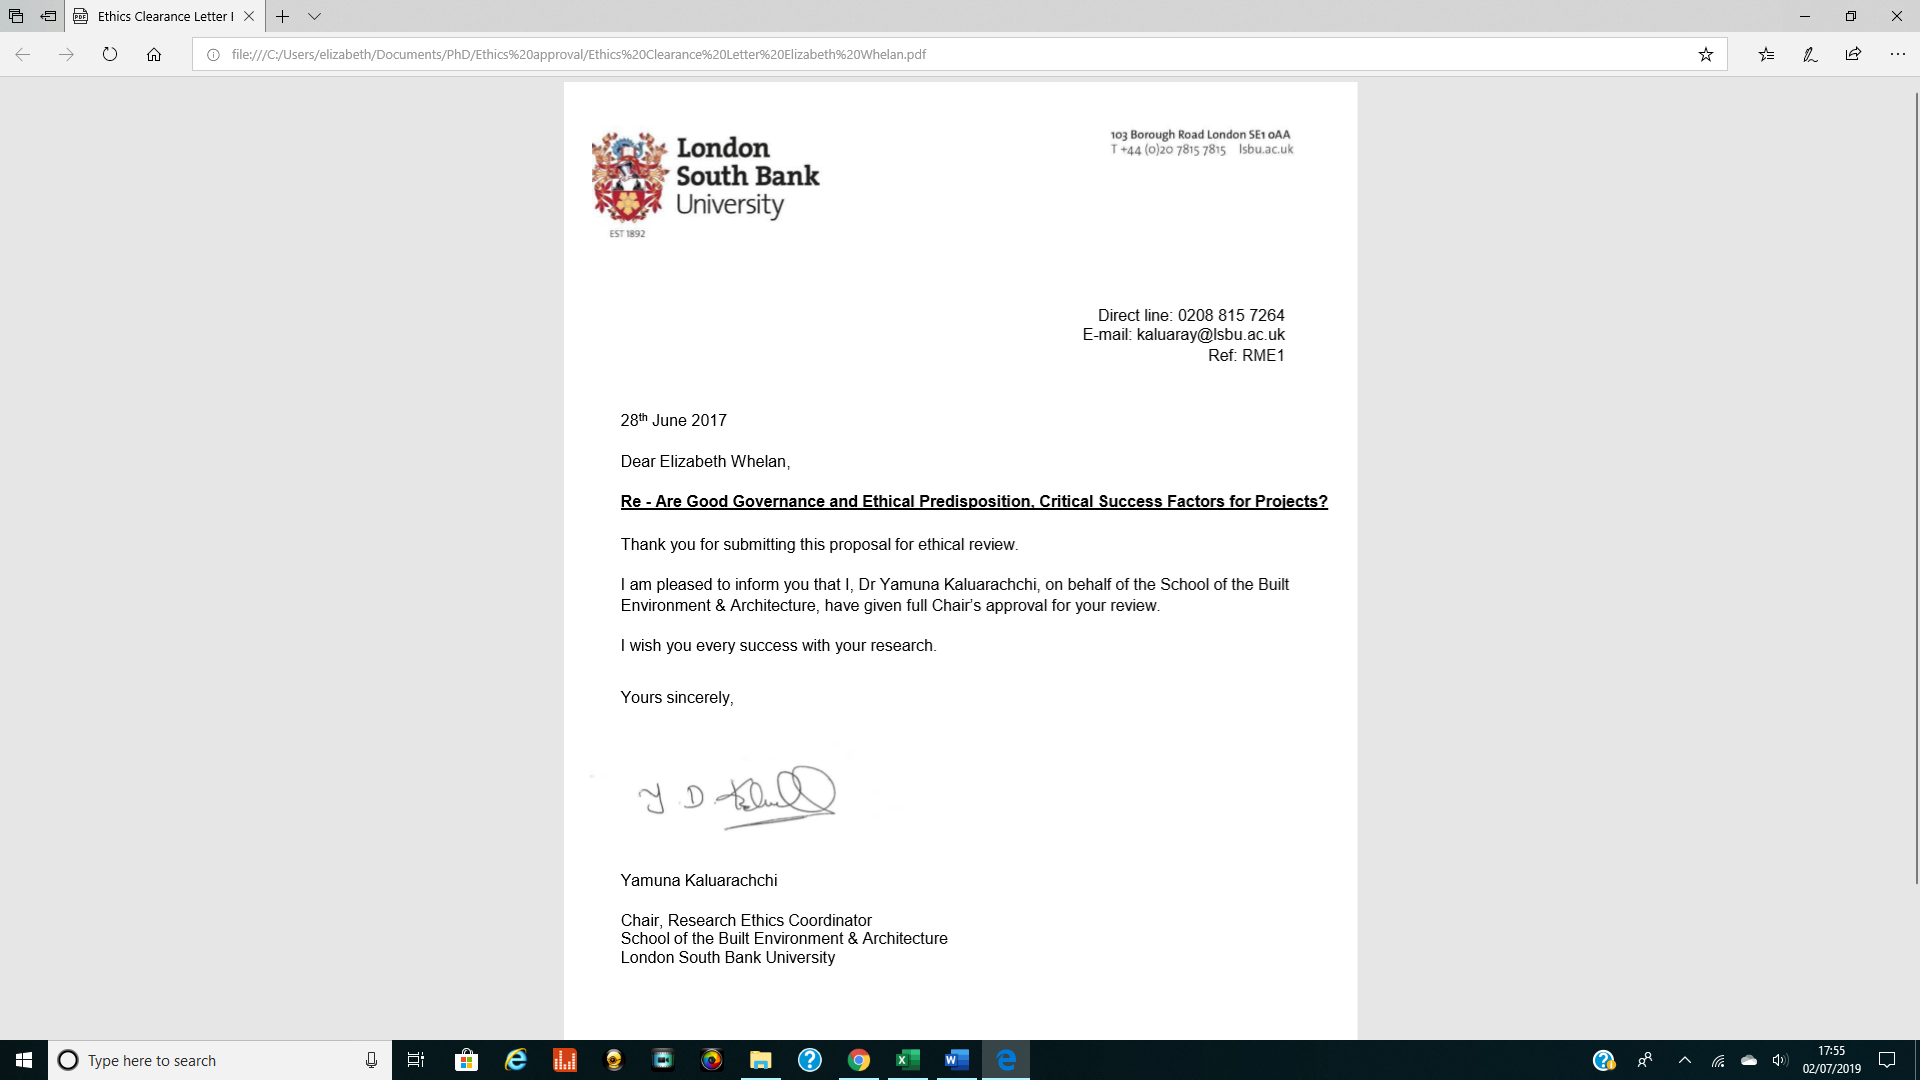 Ethics Clearance Letter
file:///C:/Users/elizabeth/Documents/PhD/Ethics%20approval/Ethics%20Clearance%20Letter%20Elizabeth%20Whelan.pdf
London
South Bank
University
EST 1892
103 Borough Road London SE1 0AA
T +44 (0)20 7815 7815 lsbu.ac.uk
Direct line: 0208 815 7264
E-mail: kaluaray@lsbu.ac.uk
Ref: RME1
28th June 2017
Dear Elizabeth Whelan,
Re - Are Good Governance and Ethical Predisposition, Critical Success Factors for Projects?
Thank you for submitting this proposal for ethical review.
I am pleased to inform you that I, Dr Yamuna Kaluarachchi, on behalf of the School of the Built
Environment & Architecture, have given full Chair’s approval for your review.
I wish you every success with your research.
Yours sincerely,
Y D
Yamuna Kaluarachchi
Chair, Research Ethics Coordinator
School of the Built Environment & Architecture
London South Bank University
Type here to search
17:55
02/07/2019